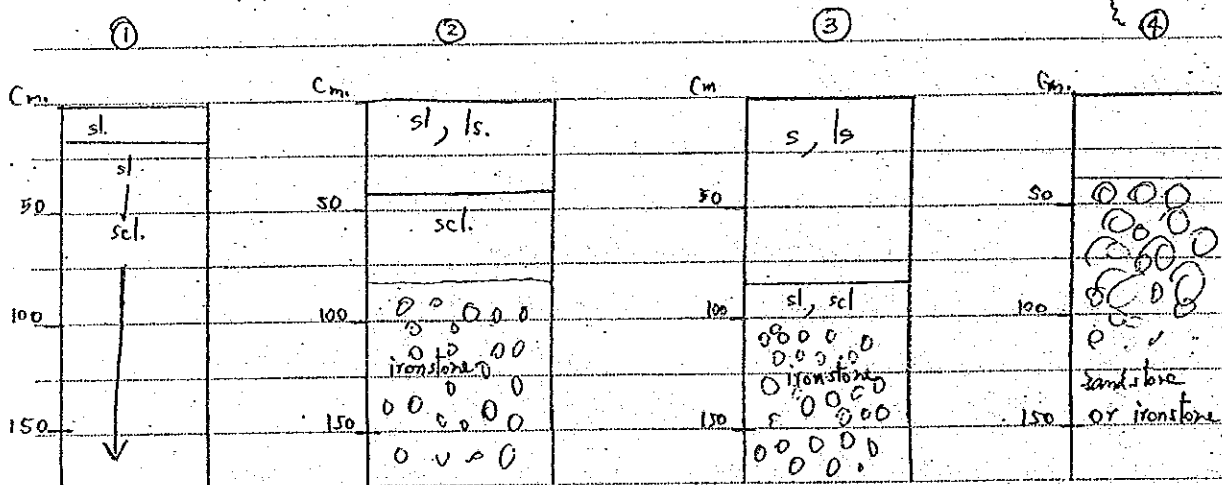 ① ② ③ ④
Cm. Cm. Cm Cm.
sl. sl, ls. s, ls
sl
50 50 50 50
scl. scl.
100 100 sl, scl
100 100
ironstone ironstone
sandstone
150 150 150 150 or ironstone